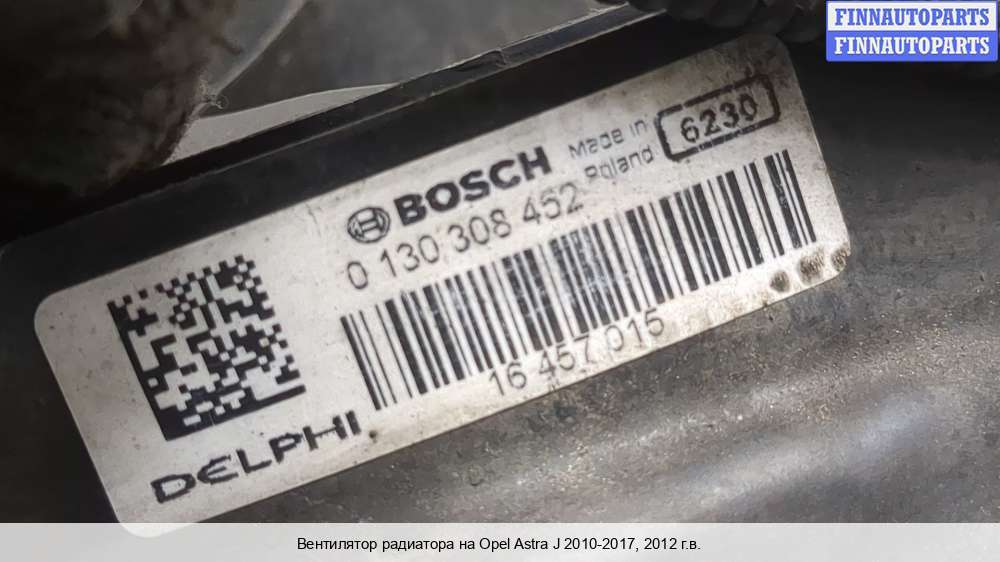 FINNAUTOPARTS
FINNAUTOPARTS
BOSCH
Made in
Poland
6230
0 130 308 452
16 457 015
DELPHI
Вентилятор радиатора на Opel Astra J 2010-2017, 2012 г.в.